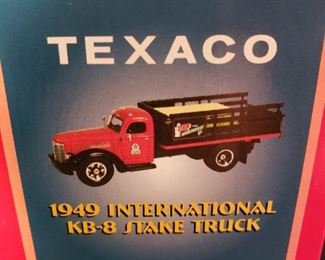 TEXACO
1949 INTERNATIONAL
KB-8 STAKE TRUCK